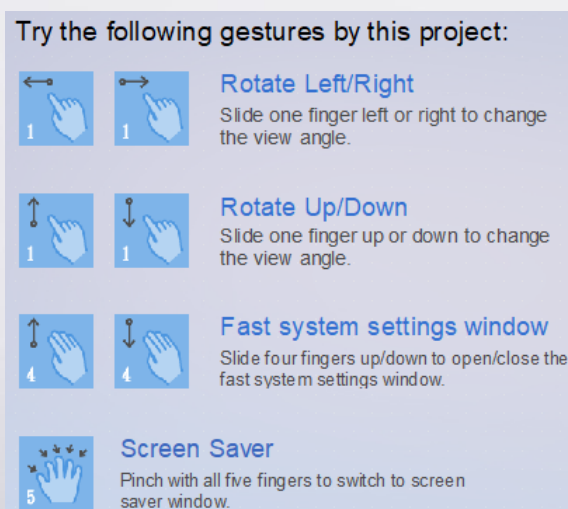 Try the following gestures by this project:
1 1
Rotate Left/Right
Slide one finger left or right to change
the view angle.
1 1
Rotate Up/Down
Slide one finger up or down to change
the view angle.
4 4
Fast system settings window
Slide four fingers up/down to open/close the
fast system settings window.
5
Screen Saver
Pinch with all five fingers to switch to screen
saver window.